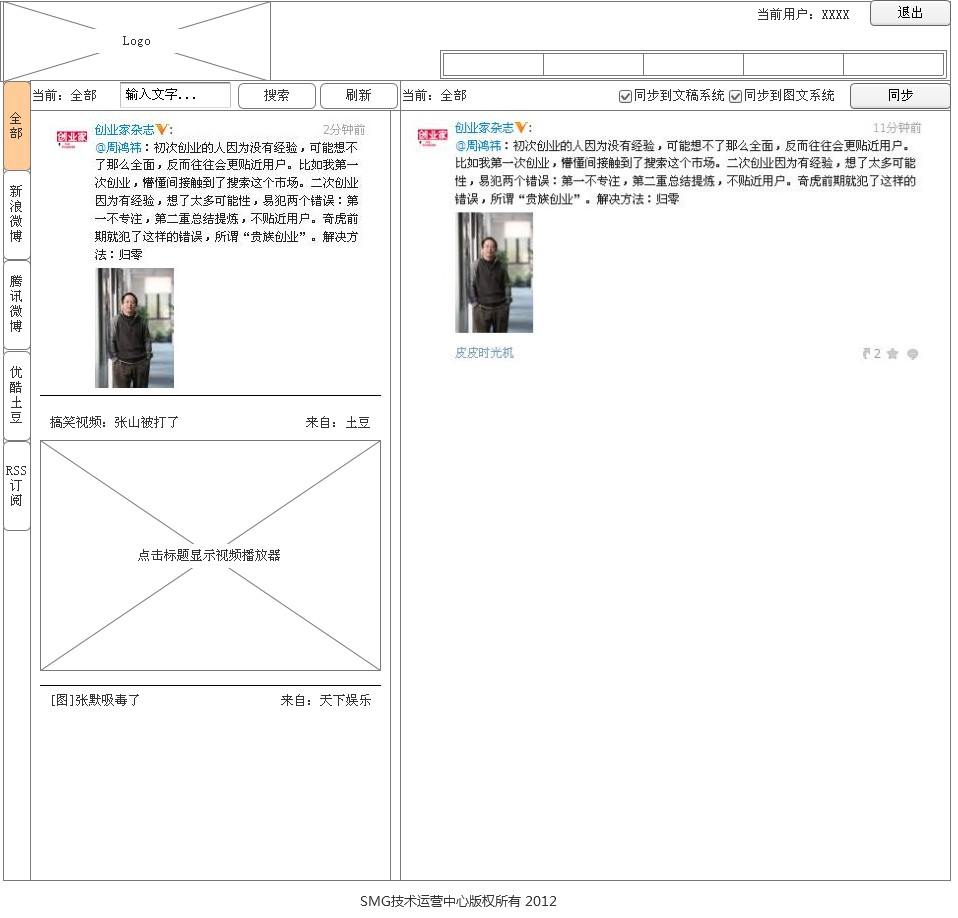 Logo
当前用户：XXXX
退出
当前：全部
输入文字...
搜索
刷新
当前：全部
同步到文稿系统
同步到图文系统
同步
全部
新浪微博
腾讯微博
优酷土豆
RSS订阅
创业家
创业家杂志：
2分钟前
@周鸿祎：初次创业的人因为没有经验，可能想不
了那么全面，反而往往会更贴近用户。比如我第一
次创业，懵懂间接触到了搜索这个市场。二次创业
因为有经验，想了太多可能性，易犯两个错误：第
一不专注，第二重总结提炼，不贴近用户。奇虎前
期就犯了这样的错误，所谓“贵族创业”。解决方
法：归零
搞笑视频：张山被打了
来自：土豆
点击标题显示视频播放器
[图]张默吸毒了
来自：天下娱乐
创业家
创业家杂志：
11分钟前
@周鸿祎：初次创业的人因为没有经验，可能想不了那么全面，反而往往会更贴近用户。
比如我第一次创业，懵懂间接触到了搜索这个市场。二次创业因为有经验，想了太多可能
性，易犯两个错误：第一不专注，第二重总结提炼，不贴近用户。奇虎前期就犯了这样的
错误，所谓“贵族创业”。解决方法：归零
皮皮时光机
2
SMG技术运营中心版权所有 2012